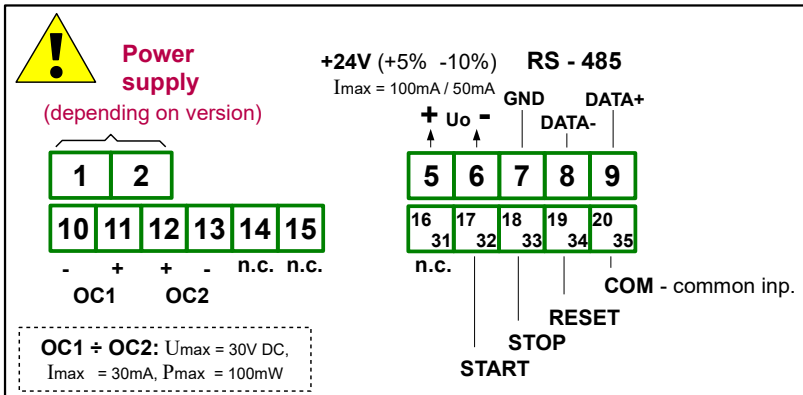 !
Power
supply
(depending on version)
1 2
10 11 12 13 14 15
- + + - n.c. n.c.
OC1 OC2
OC1 ÷ OC2: Umax = 30V DC,
Imax = 30mA, Pmax = 100mW
+24V (+5% -10%) RS - 485
Imax = 100mA / 50mA
GND DATA+
+ Uo - DATA-
5 6 7 8 9
16 17 18 19 20
31 32 33 34 35
n.c.
COM - common inp.
RESET
STOP
START